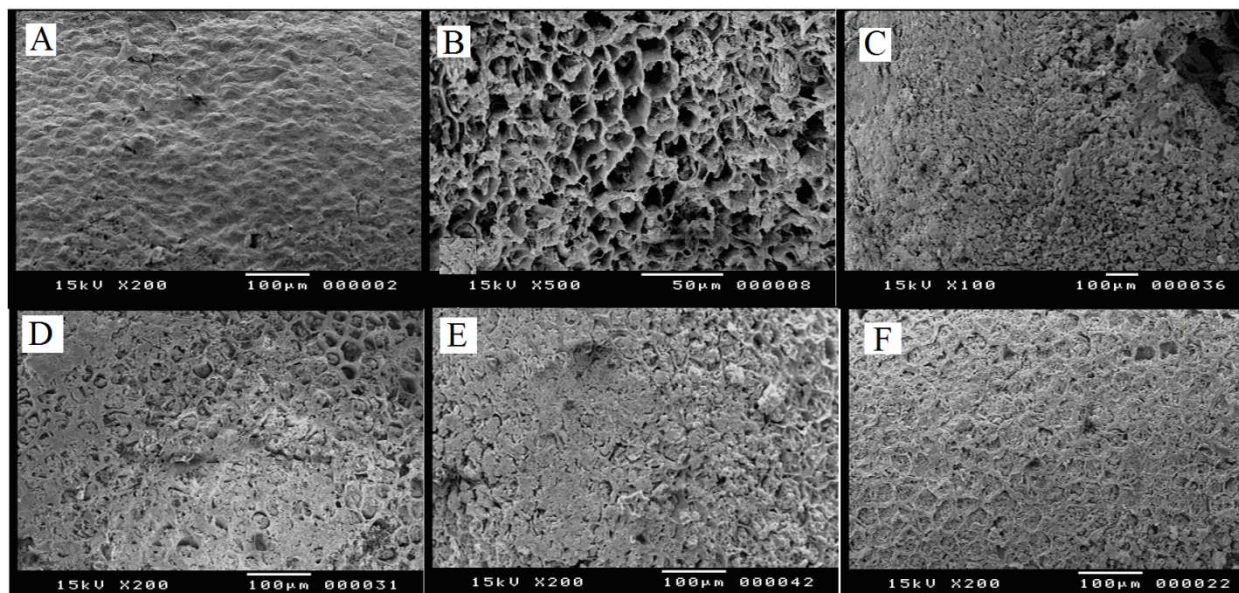 A
B
C
15kV X200 100μm 000002
15kV X500 50μm 000008
15kV X100 100μm 000036
D
E
F
15kV X200 100μm 000031
15kV X200 100μm 000042
15kV X200 100μm 000022